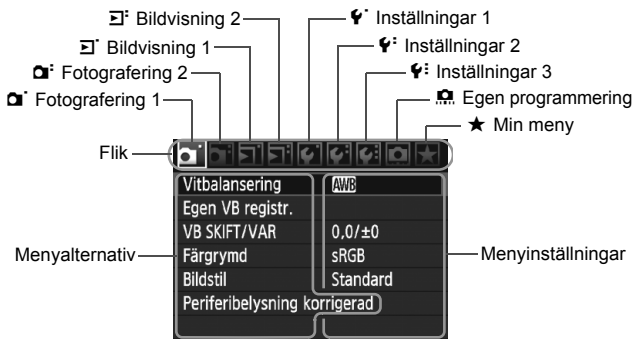 Bildvisning 2
Inställningar 1
Bildvisning 1
Inställningar 2
Fotografering 2
Inställningar 3
Fotografering 1
Egen programmering
★ Min meny
Flik
Vitbalansering AWB
Egen VB registr.
VB SKIFT/VAR 0,0/±0
Menyalternativ
Färgrymd sRGB
Menyinställningar
Bildstil Standard
Periferibelysning korrigerad